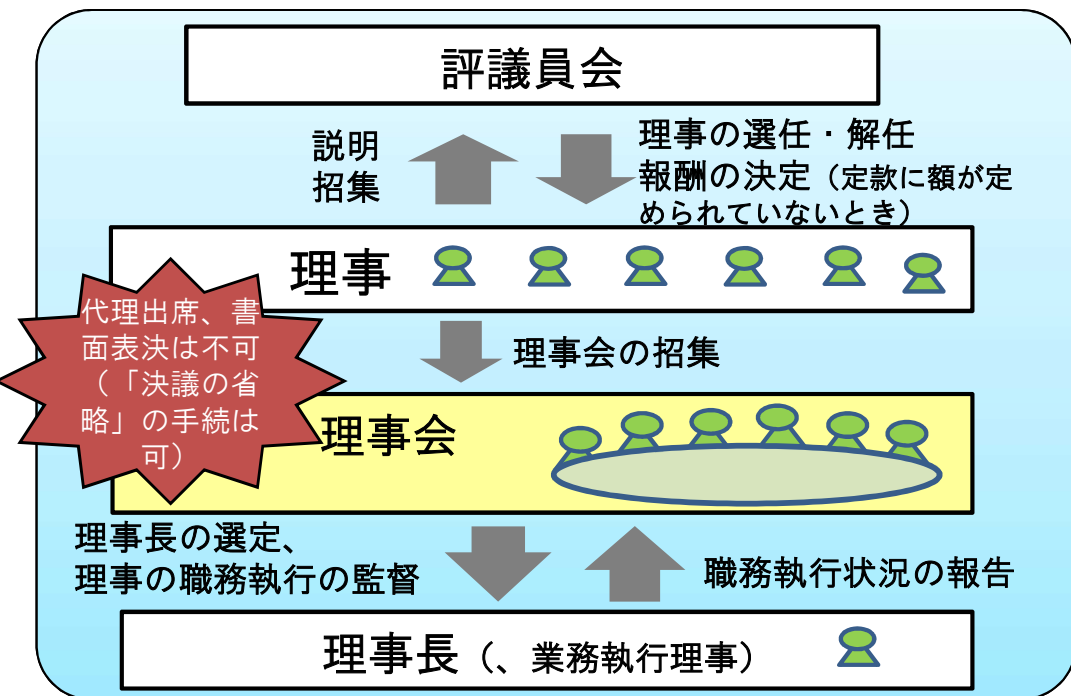 評議員会
説明
招集
理事の選任・解任
報酬の決定（定款に額が定
められていないとき）
理事
代理出席、書
面表決は不可
（「決議の省
略」の手続は
可）
理事会の招集
理事会
理事長の選定、
理事の職務執行の監督
職務執行状況の報告
理事長（、業務執行理事）